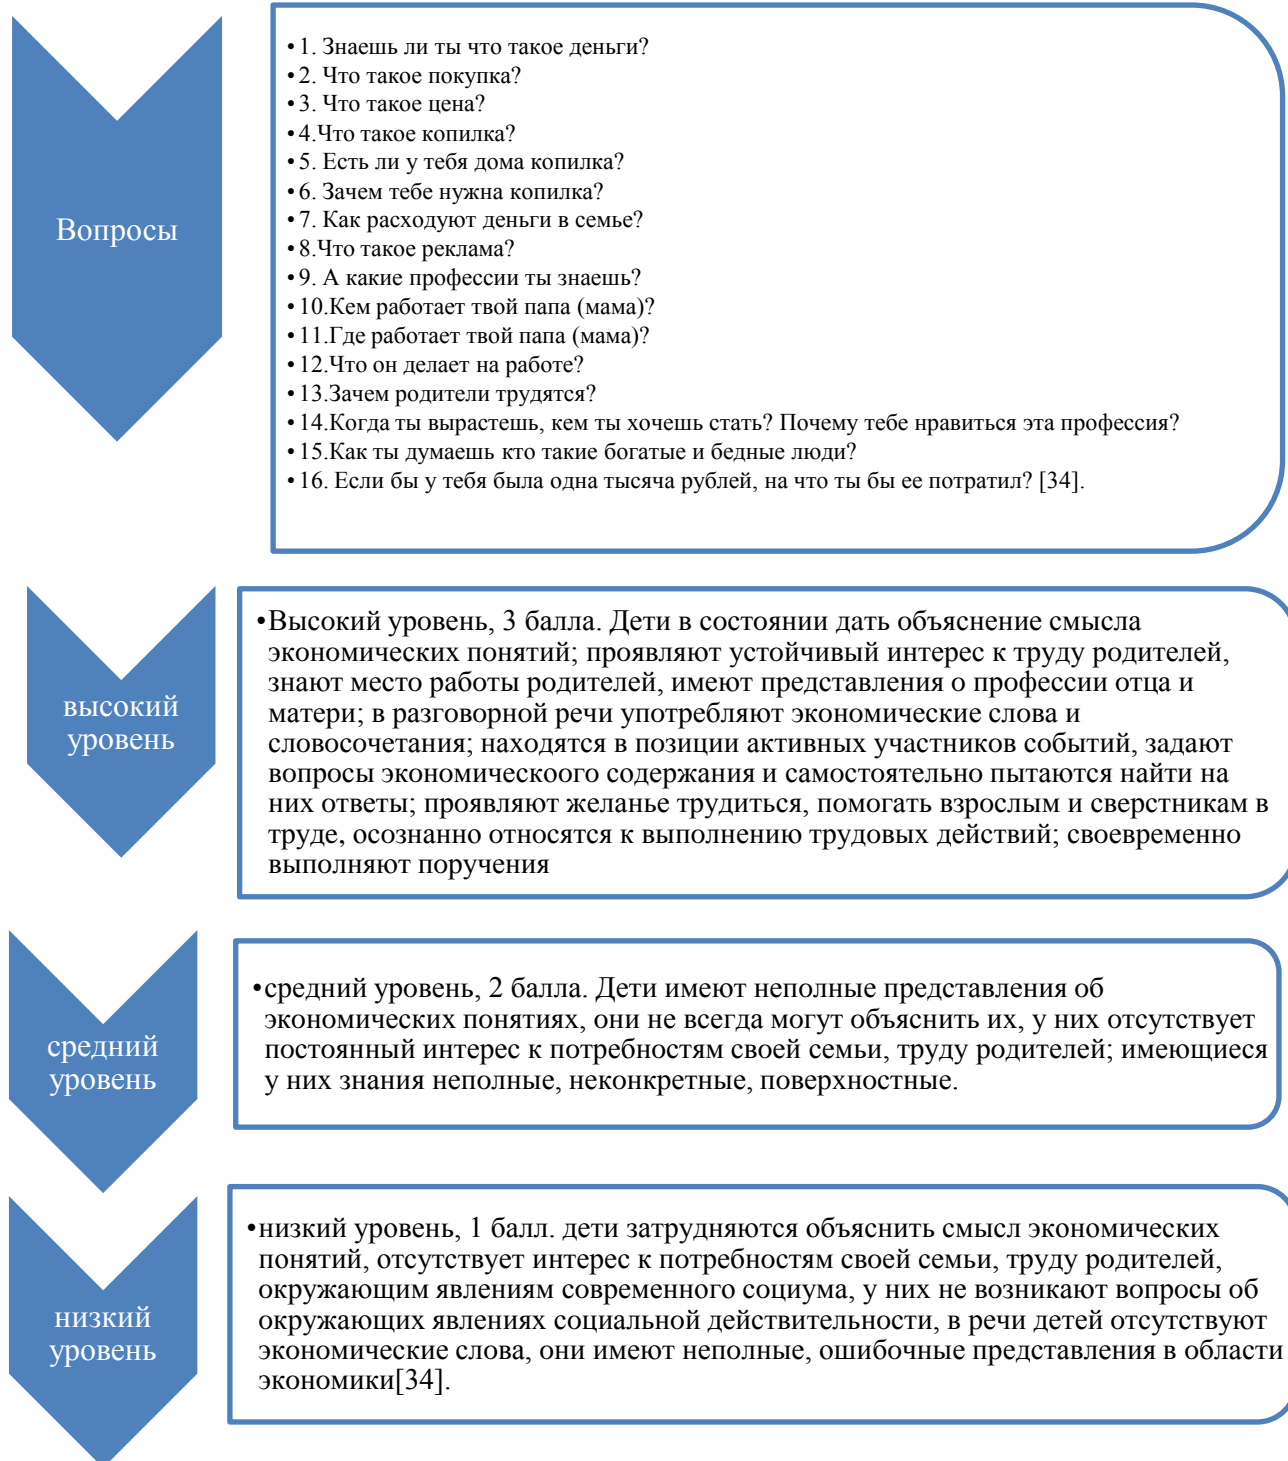 Вопросы
•1. Знаешь ли ты что такое деньги?
•2. Что такое покупка?
•3. Что такое цена?
•4.Что такое копилка?
•5. Есть ли у тебя дома копилка?
•6. Зачем тебе нужна копилка?
•7. Как расходуют деньги в семье?
•8.Что такое реклама?
•9. А какие профессии ты знаешь?
•10.Кем работает твой папа (мама)?
•11.Где работает твой папа (мама)?
•12.Что он делает на работе?
•13.Зачем родители трудятся?
•14.Когда ты вырастешь, кем ты хочешь стать? Почему тебе нравиться эта профессия?
•15.Как ты думаешь кто такие богатые и бедные люди?
•16. Если бы у тебя была одна тысяча рублей, на что ты бы ее потратил? [34].
высокий
уровень
•Высокий уровень, 3 балла. Дети в состоянии дать объяснение смысла
экономических понятий; проявляют устойчивый интерес к труду родителей,
знают место работы родителей, имеют представления о профессии отца и
матери; в разговорной речи употребляют экономические слова и
словосочетания; находятся в позиции активных участников событий, задают
вопросы экономическоого содержания и самостоятельно пытаются найти на
них ответы; проявляют желанье трудиться, помогать взрослым и сверстникам в
труде, осознанно относятся к выполнению трудовых действий; своевременно
выполняют поручения
средний
уровень
•средний уровень, 2 балла. Дети имеют неполные представления об
экономических понятиях, они не всегда могут объяснить их, у них отсутствует
постоянный интерес к потребностям своей семьи, труду родителей; имеющиеся
у них знания неполные, неконкретные, поверхностные.
низкий
уровень
•низкий уровень, 1 балл. дети затрудняются объяснить смысл экономических
понятий, отсутствует интерес к потребностям своей семьи, труду родителей,
окружающим явлениям современного социума, у них не возникают вопросы об
окружающих явлениях социальной действительности, в речи детей отсутствуют
экономические слова, они имеют неполные, ошибочные представления в области
экономики[34].